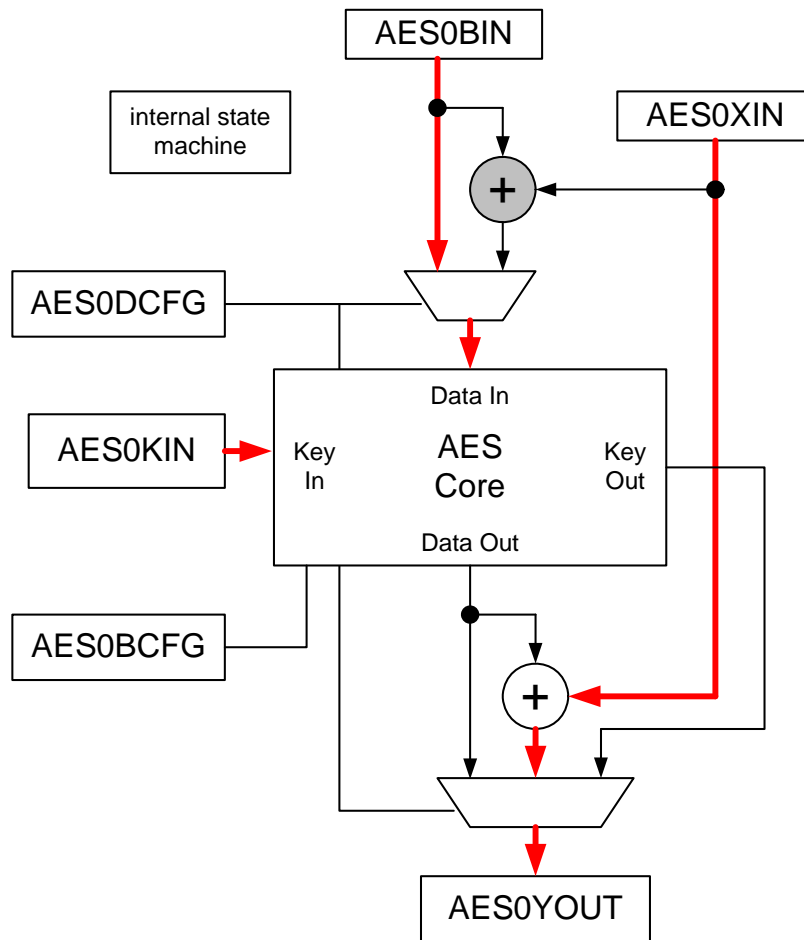 AES0BIN
internal state
machine
AES0XIN
+
AES0DCFG
Data In
AES0KIN
Key
In
AES
Core
Key
Out
Data Out
AES0BCFG
+
AES0YOUT